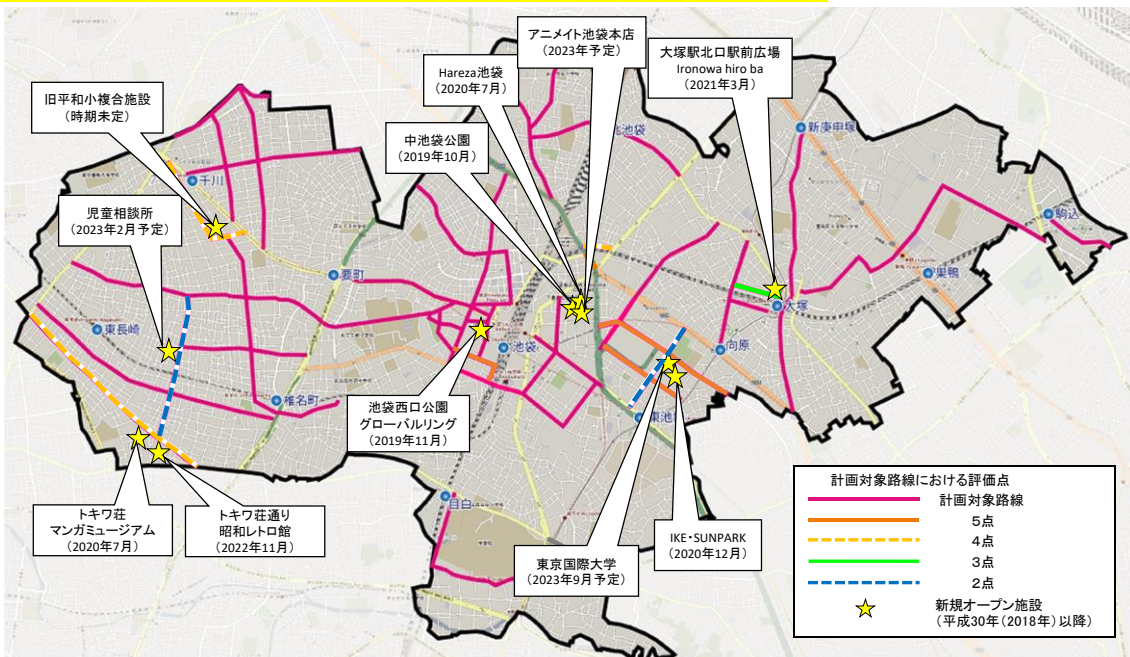 アニメイト池袋本店
(2023年予定)
Hareza池袋
(2020年7月)
大塚駅北口駅前広場
Ironowa hiro ba
(2021年3月)
旧平和小複合施設
(時期未定)
中池袋公園
(2019年10月)
児童相談所
(2023年2月予定)
北池袋
新庚申塚
千川
駒込
要町
巣鴨
大塚
東長崎
池袋
向原
椎名町
東池袋
目白
池袋西口公園
グローバルリング
(2019年11月)
トキワ荘
マンガミュージアム
(2020年7月)
トキワ荘通り
昭和レトロ館
(2022年11月)
東京国際大学
(2023年9月予定)
IKE・SUNPARK
(2020年12月)
計画対象路線における評価点
計画対象路線
5点
4点
3点
2点
新規オープン施設
(平成30年(2018年)以降)